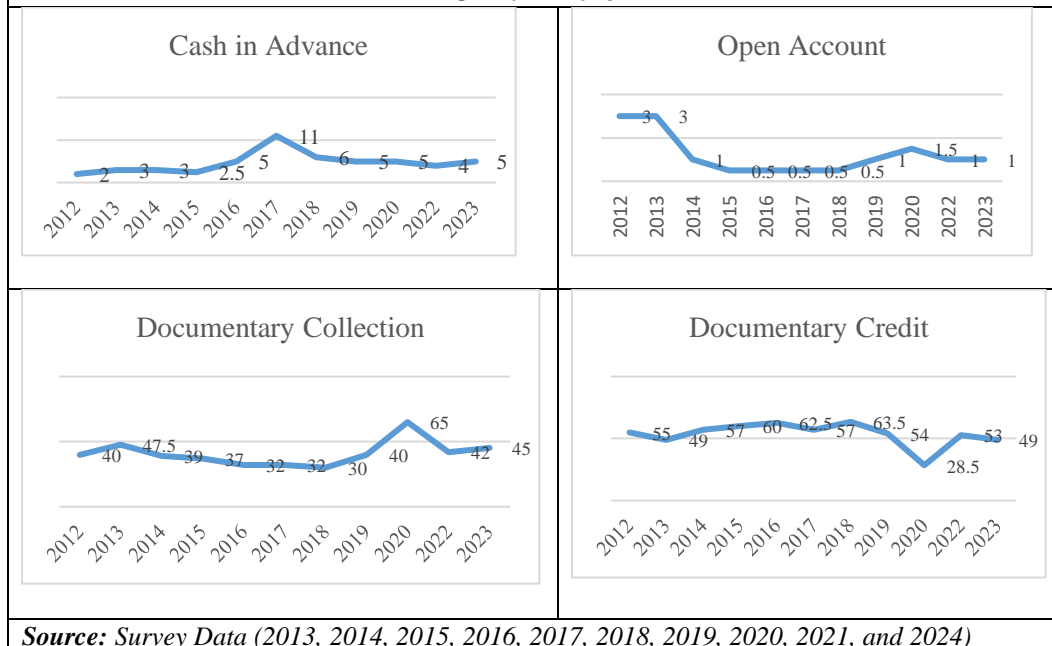 Cash in Advance
2 3 3 2.5 5 11 6 5 5 4 5
2012 2013 2014 2015 2016 2017 2018 2019 2020 2022 2023
Open Account
3 3 1 0.5 0.5 0.5 0.5 1 1.5 1 1
2012 2013 2014 2015 2016 2017 2018 2019 2020 2022 2023
Documentary Collection
40 47.5 39 37 32 32 30 40 65 42 45
2012 2013 2014 2015 2016 2017 2018 2019 2020 2022 2023
Documentary Credit
55 49 57 60 62.5 57 63.5 54 28.5 53 49
2012 2013 2014 2015 2016 2017 2018 2019 2020 2022 2023
Source: Survey Data (2013, 2014, 2015, 2016, 2017, 2018, 2019, 2020, 2021, and 2024)